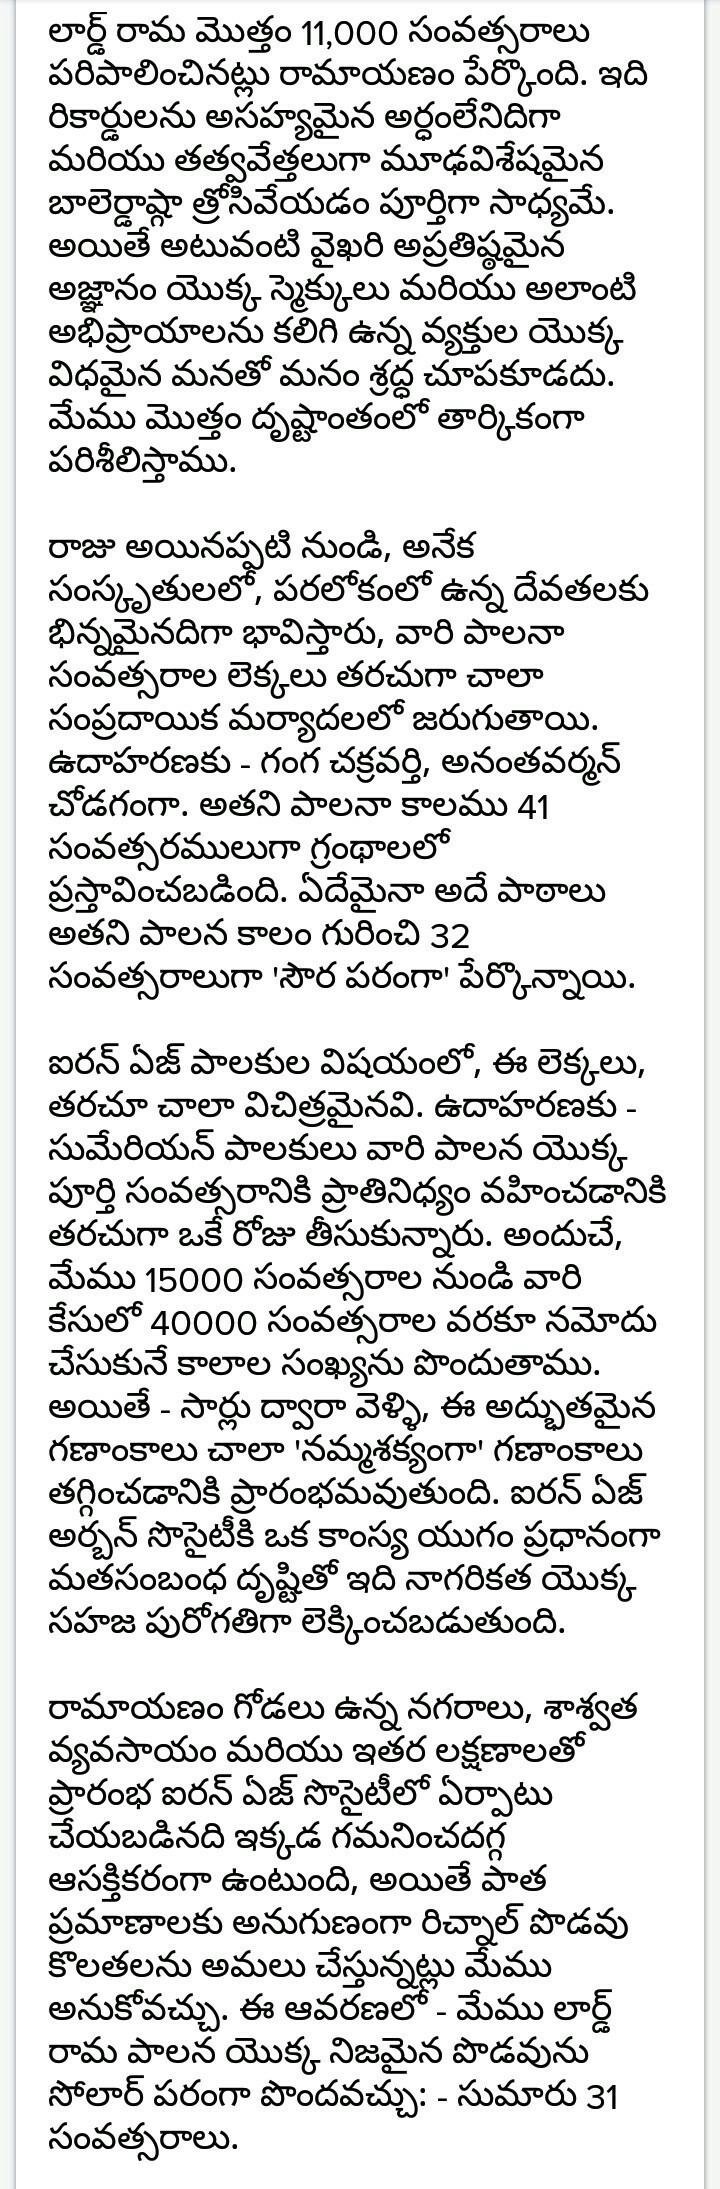 లార్డ్ రామ మొత్తం 11,000 సంవత్సరాలు
పరిపాలించినట్లు రామాయణం పేర్కొంది. ఇది
రికార్డులను అసహ్యమైన అర్ధంలేనిదిగా
మరియు తత్వవేత్తలుగా మూఢవిశేషమైన
బాలెర్డాష్గా త్రోసివేయడం పూర్తిగా సాధ్యమే.
అయితే అటువంటి వైఖరి అప్రతిష్ఠమైన
అజ్ఞానం యొక్క స్మెక్కులు మరియు అలాంటి
అభిప్రాయాలను కలిగి ఉన్న వ్యక్తుల యొక్క
విధమైన మనతో మనం శ్రద్ధ చూపకూడదు.
మేము మొత్తం దృష్టాంతంలో తార్కికంగా
పరిశీలిస్తాము.

రాజు అయినప్పటి నుండి, అనేక
సంస్కృతులలో, పరలోకంలో ఉన్న దేవతలకు
భిన్నమైనదిగా భావిస్తారు, వారి పాలనా
సంవత్సరాల లెక్కలు తరచుగా చాలా
సంప్రదాయిక మర్యాదలలో జరుగుతాయి.
ఉదాహరణకు - గంగ చక్రవర్తి, అనంతవర్మన్
చోడగంగా. అతని పాలనా కాలము 41
సంవత్సరములుగా గ్రంథాలలో
ప్రస్తావించబడింది. ఏదేమైనా అదే పాఠాలు
అతని పాలన కాలం గురించి 32
సంవత్సరాలుగా 'సౌర పరంగా' పేర్కొన్నాయి.

ఐరన్ ఏజ్ పాలకుల విషయంలో, ఈ లెక్కలు,
తరచూ చాలా విచిత్రమైనవి. ఉదాహరణకు -
సుమేరియన్ పాలకులు వారి పాలన యొక్క
పూర్తి సంవత్సరానికి ప్రాతినిధ్యం వహించడానికి
తరచుగా ఒకే రోజు తీసుకున్నారు. అందుచే,
మేము 15000 సంవత్సరాల నుండి వారి
కేసులో 40000 సంవత్సరాల వరకూ నమోదు
చేసుకునే కాలాల సంఖ్యను పొందుతాము.
అయితే - సార్లు ద్వారా వెళ్ళి, ఈ అద్భుతమైన
గణాంకాలు చాలా 'నమ్మశక్యంగా' గణాంకాలు
తగ్గించడానికి ప్రారంభమవుతుంది. ఐరన్ ఏజ్
అర్బన్ సొసైటీకి ఒక కాంస్య యుగం ప్రధానంగా
మతసంబంధ దృష్టితో ఇది నాగరికత యొక్క
సహజ పురోగతిగా లెక్కించబడుతుంది.

రామాయణం గోడలు ఉన్న నగరాలు, శాశ్వత
వ్యవసాయం మరియు ఇతర లక్షణాలతో
ప్రారంభ ఐరన్ ఏజ్ సొసైటీలో ఏర్పాటు
చేయబడినది ఇక్కడ గమనించదగ్గ
ఆసక్తికరంగా ఉంటుంది, అయితే పాత
ప్రమాణాలకు అనుగుణంగా రిచ్నాల్ పొడవు
కొలతలను అమలు చేస్తున్నట్లు మేము
అనుకోవచ్చు. ఈ ఆవరణలో - మేము లార్డ్
రామ పాలన యొక్క నిజమైన పొడవును
సోలార్ పరంగా పొందవచ్చు: - సుమారు 31
సంవత్సరాలు.